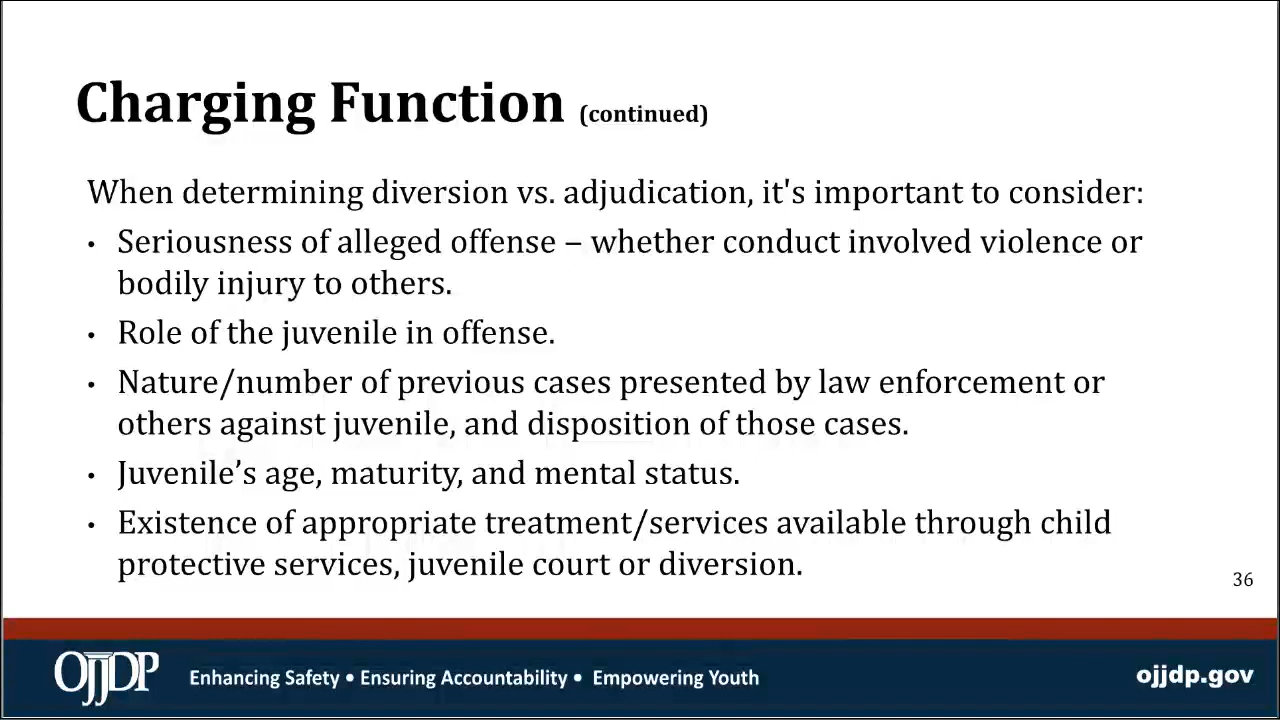 Charging Function (continued)
When determining diversion vs. adjudication, it's important to consider:
• Seriousness of alleged offense – whether conduct involved violence or
bodily injury to others.
• Role of the juvenile in offense.
• Nature/number of previous cases presented by law enforcement or
others against juvenile, and disposition of those cases.
• Juvenile’s age, maturity, and mental status.
• Existence of appropriate treatment/services available through child
protective services, juvenile court or diversion.
36
OJJDP
Enhancing Safety • Ensuring Accountability • Empowering Youth
ojjdp.gov